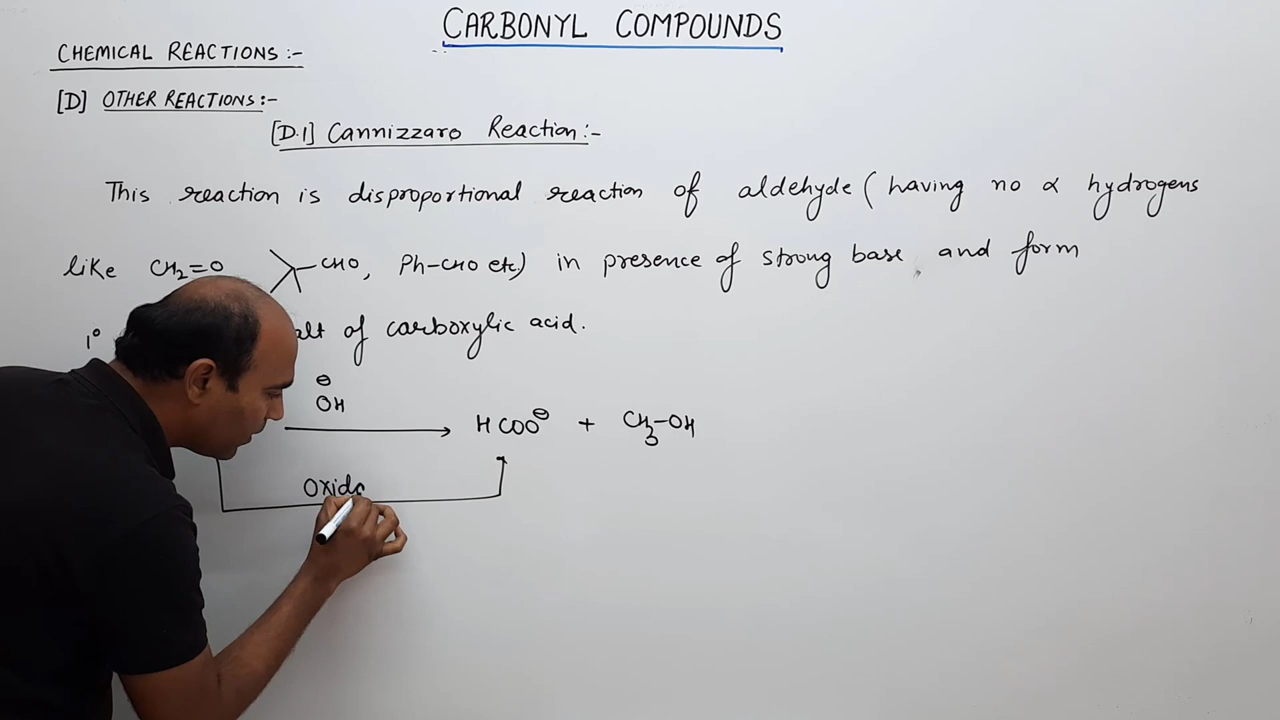 CARBONYL COMPOUNDS
CHEMICAL REACTIONS :-
[D] OTHER REACTIONS :-
[D.1] Cannizzaro Reaction :-
This reaction is disproportional reaction of aldehyde ( having no α hydrogens
like CH₂=O -CHO, Ph-CHO etc) in presence of strong base and form
1° of carboxylic acid.
⊖
OH
HCOO⊖ + CH₃-OH